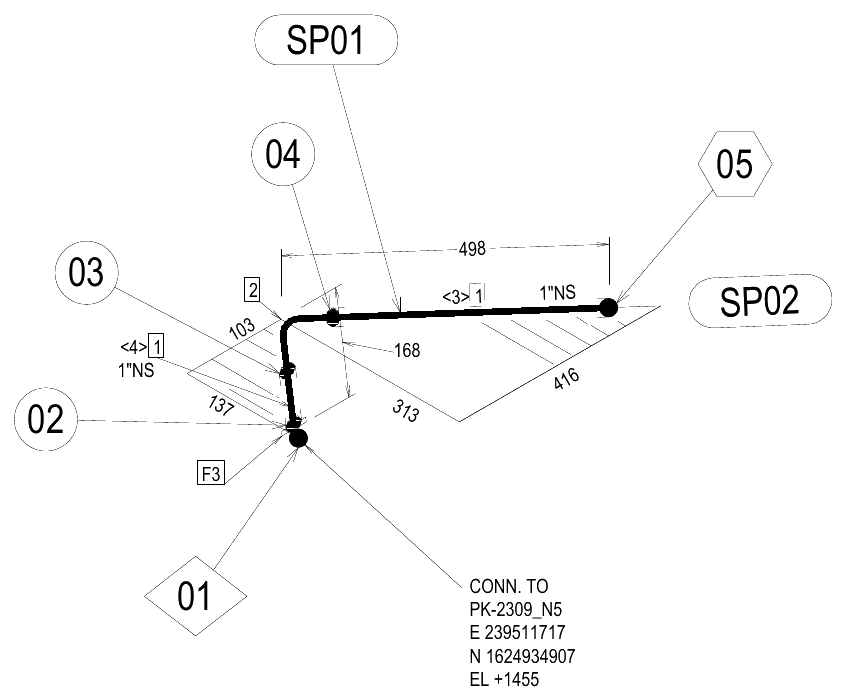 SP01
04
05
498
03
2
<3> 1
1"NS
SP02
103
<4> 1
1"NS
168
416
137
313
02
F3
01
CONN. TO
PK-2309_N5
E 239511717
N 1624934907
EL +1455